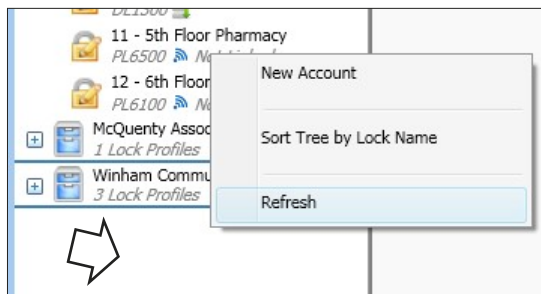 DL1300
11 - 5th Floor Pharmacy
PL6500
12 - 6th Floor
PL6100
McQuenty Assoc
1 Lock Profiles
Winham Commu
3 Lock Profiles
New Account
Sort Tree by Lock Name
Refresh